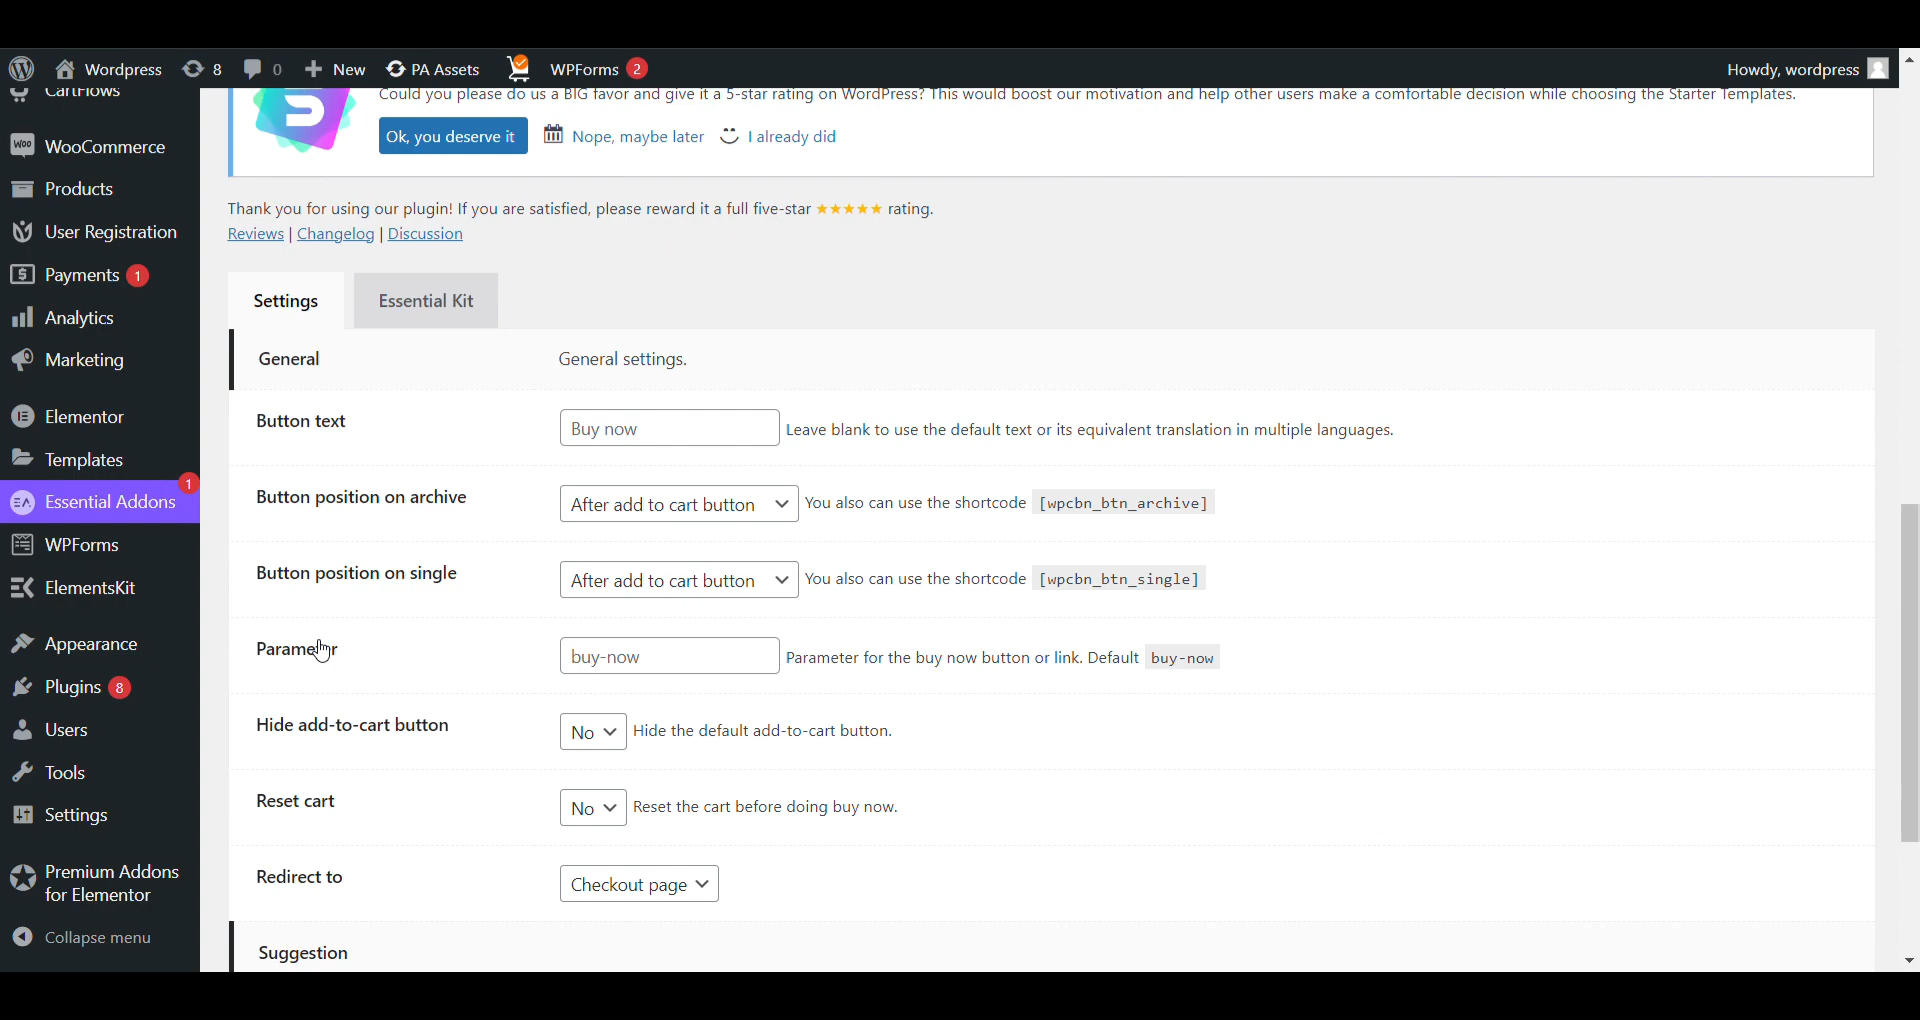 Wordpress 8 0 New PA Assets WPForms 2 Howdy, wordpress
CartFlows
WooCommerce
Products
User Registration
Payments 1
Analytics
Marketing
Elementor
Templates
Essential Addons 1
WPForms
ElementsKit
Appearance
Plugins 8
Users
Tools
Settings
Premium Addons
for Elementor
Collapse menu
Could you please do us a BIG favor and give it a 5-star rating on WordPress? This would boost our motivation and help other users make a comfortable decision while choosing the Starter Templates.
Ok, you deserve it Nope, maybe later I already did
Thank you for using our plugin! If you are satisfied, please reward it a full five-star ★★★★★ rating.
Reviews | Changelog | Discussion
Settings Essential Kit
General General settings.
Button text Buy now Leave blank to use the default text or its equivalent translation in multiple languages.
Button position on archive After add to cart button You also can use the shortcode [wpcbn_btn_archive]
Button position on single After add to cart button You also can use the shortcode [wpcbn_btn_single]
Parameter buy-now Parameter for the buy now button or link. Default buy-now
Hide add-to-cart button No Hide the default add-to-cart button.
Reset cart No Reset the cart before doing buy now.
Redirect to Checkout page
Suggestion